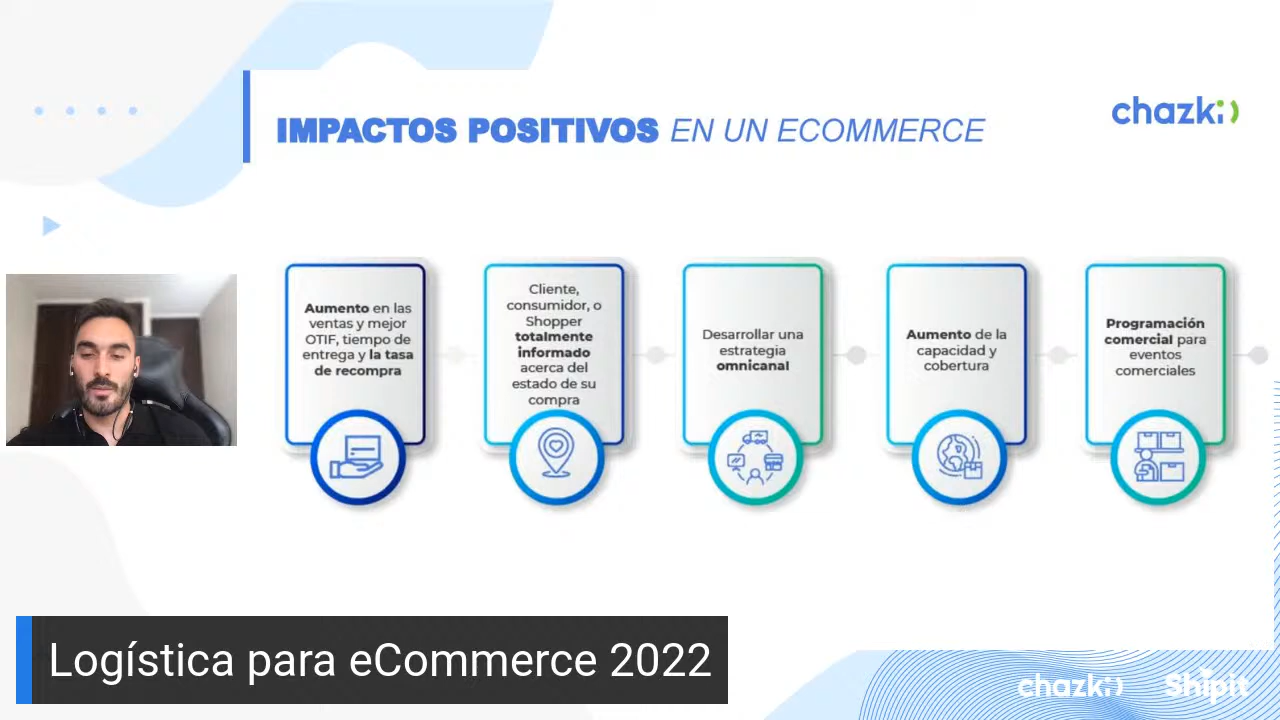 IMPACTOS POSITIVOS EN UN ECOMMERCE
chazki
Aumento en las
ventas y mejor
OTIF, tiempo de
entrega y la tasa
de recompra
Cliente,
consumidor, o
Shopper
totalmente
informado
acerca del
estado de su
compra
Desarrollar una
estrategia
omnicanal
Aumento de la
capacidad y
cobertura
Programación
comercial para
eventos
comerciales
Logística para eCommerce 2022
chazki
Shipit